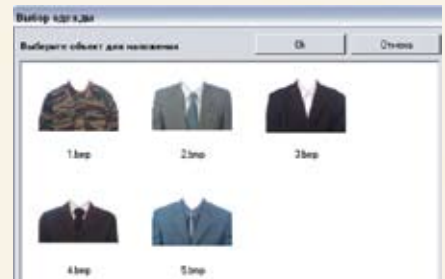 Выбор одежды
Выберите объект для наложения
Ok
Отмена
1.bmp
2.bmp
3.bmp
4.bmp
5.bmp